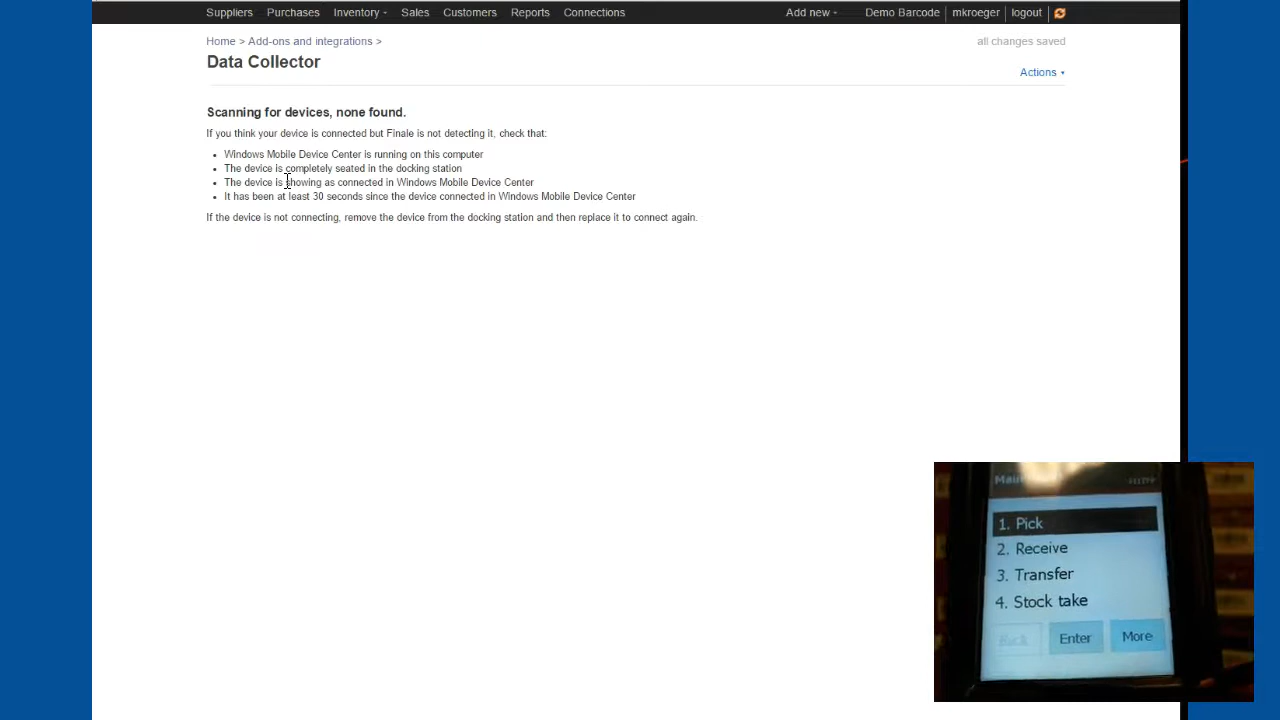 Suppliers Purchases Inventory Sales Customers Reports Connections Add new Demo Barcode mkroeger logout
Home > Add-ons and integrations >
all changes saved
Data Collector
Actions
Scanning for devices, none found.
If you think your device is connected but Finale is not detecting it, check that:
Windows Mobile Device Center is running on this computer
The device is completely seated in the docking station
The device is showing as connected in Windows Mobile Device Center
It has been at least 30 seconds since the device connected in Windows Mobile Device Center
If the device is not connecting, remove the device from the docking station and then replace it to connect again.
Main
1. Pick
2. Receive
3. Transfer
4. Stock take
Back Enter More